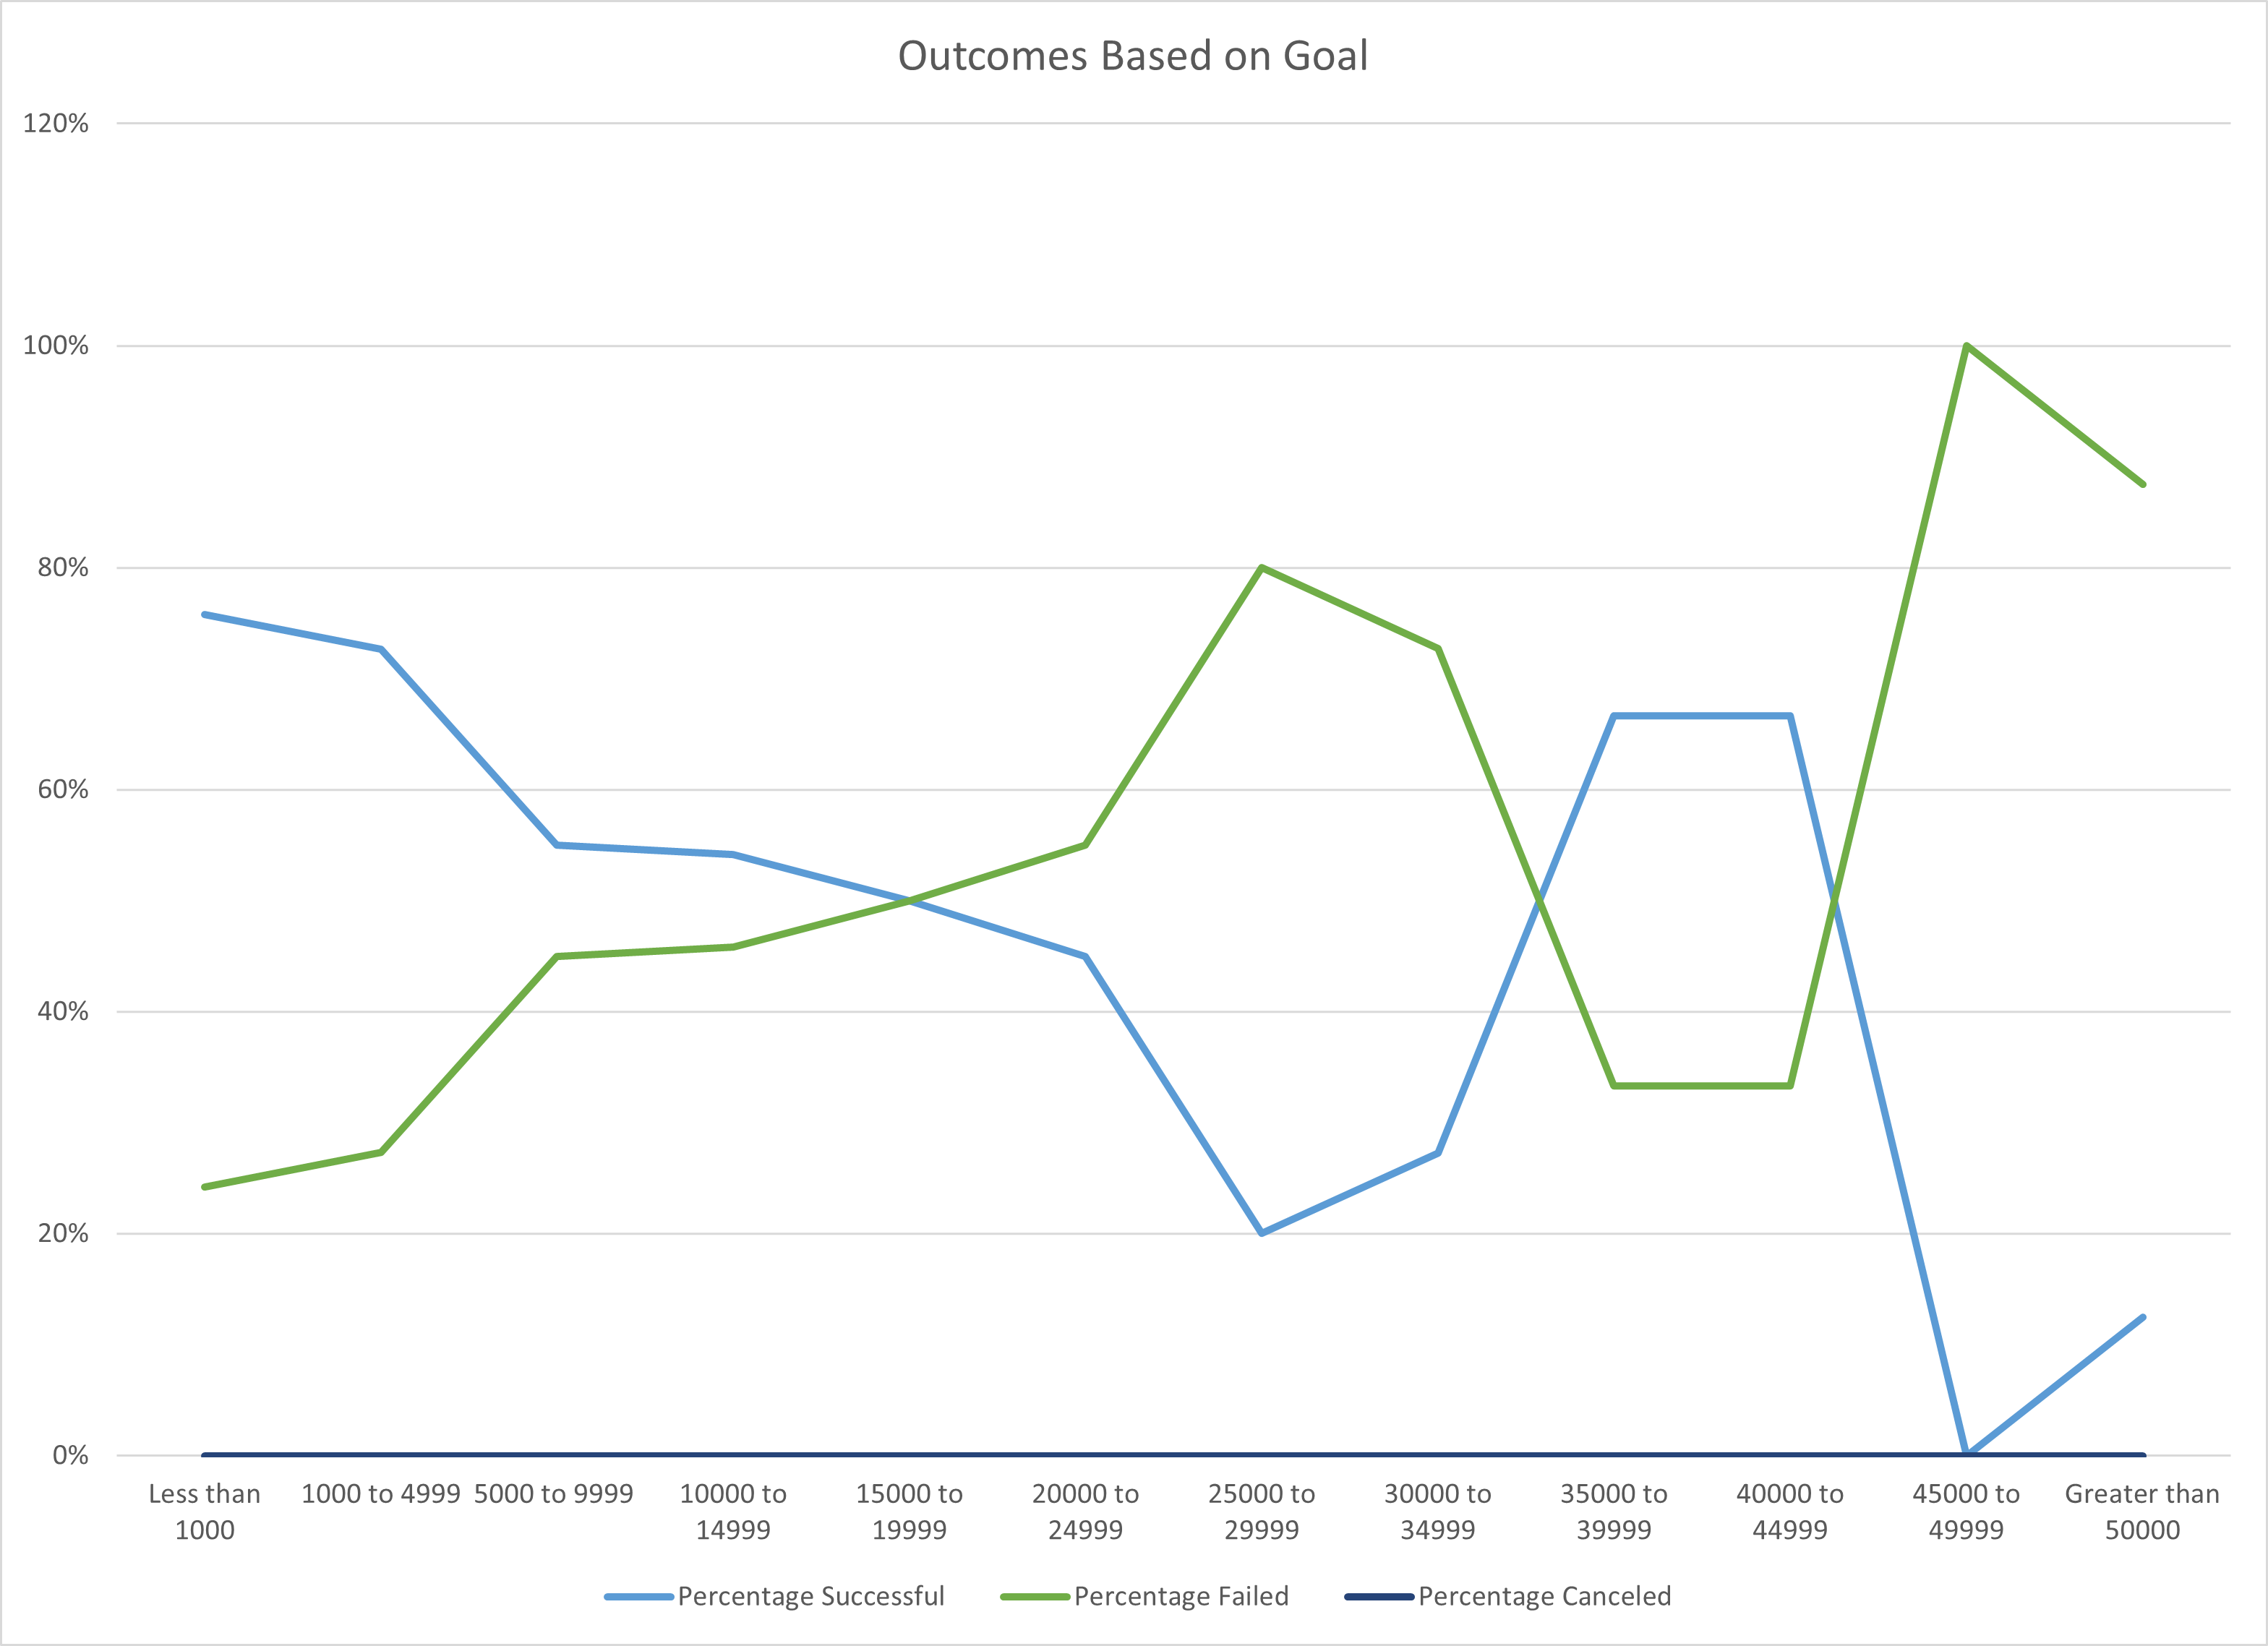 Outcomes Based on Goal
120%
100%
80%
60%
40%
20%
0%
Less than
1000
1000 to 4999
5000 to 9999
10000 to
14999
15000 to
19999
20000 to
24999
25000 to
29999
30000 to
34999
35000 to
39999
40000 to
44999
45000 to
49999
Greater than
50000
Percentage Successful
Percentage Failed
Percentage Canceled